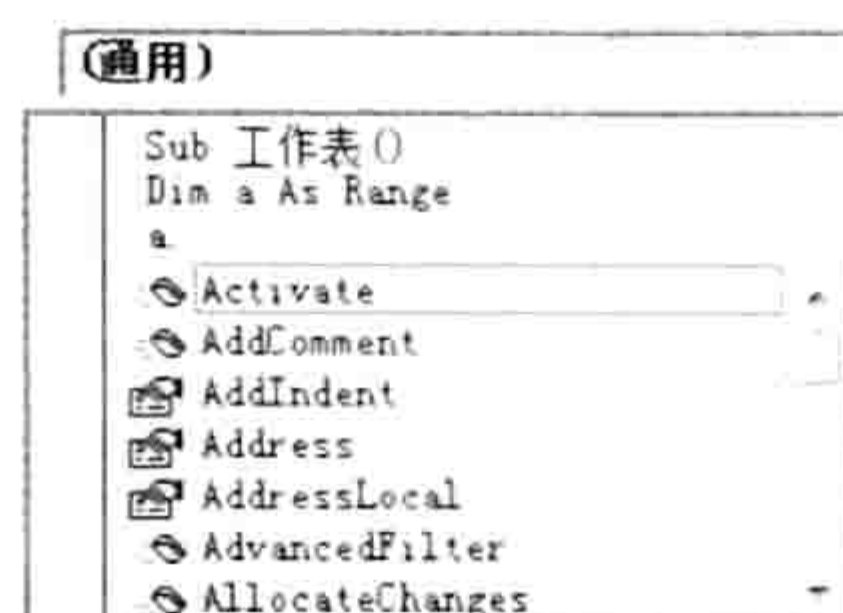 (通用)
Sub 工作表()
Dim a As Range
a.
Activate
AddComment
AddIndent
Address
AddressLocal
AdvancedFilter
AllocateChanges